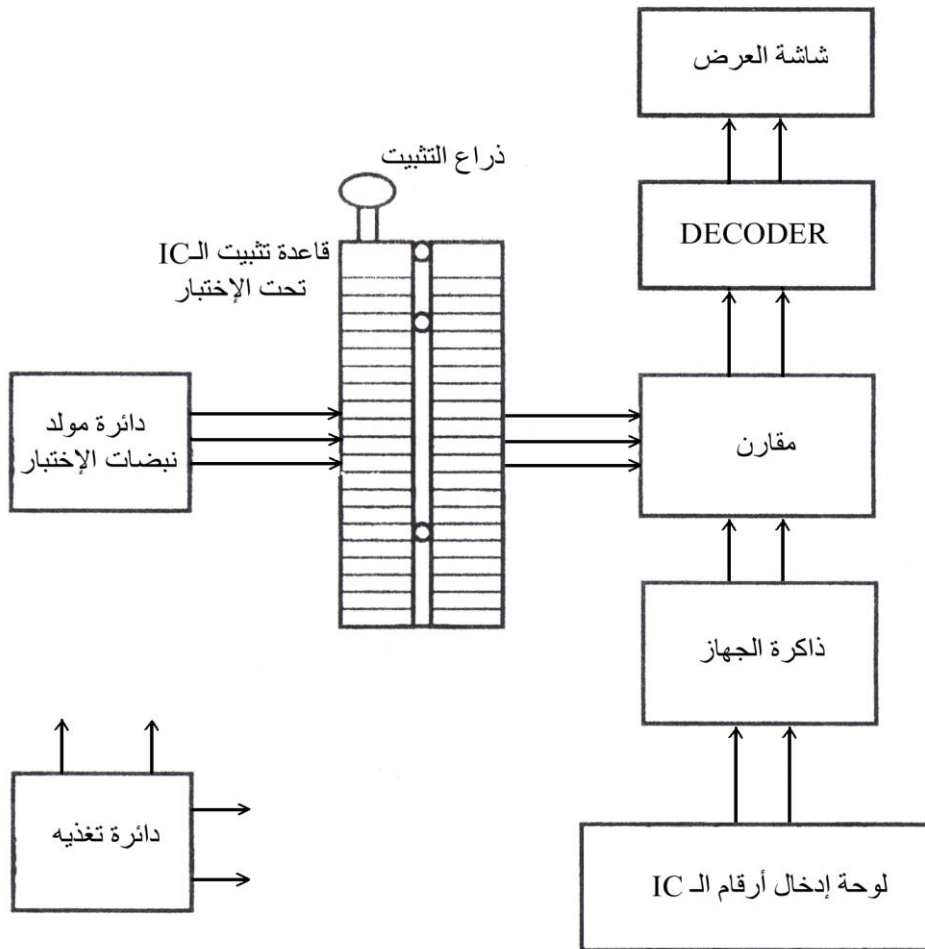 شاشة العرض
ذراع التثبيت
DECODER
قاعدة تثبيت الـIC
تحت الإختبار
دائرة مولد
نبضات الإختبار
مقارن
ذاكرة الجهاز
دائرة تغذيه
لوحة إدخال أرقام الـ IC